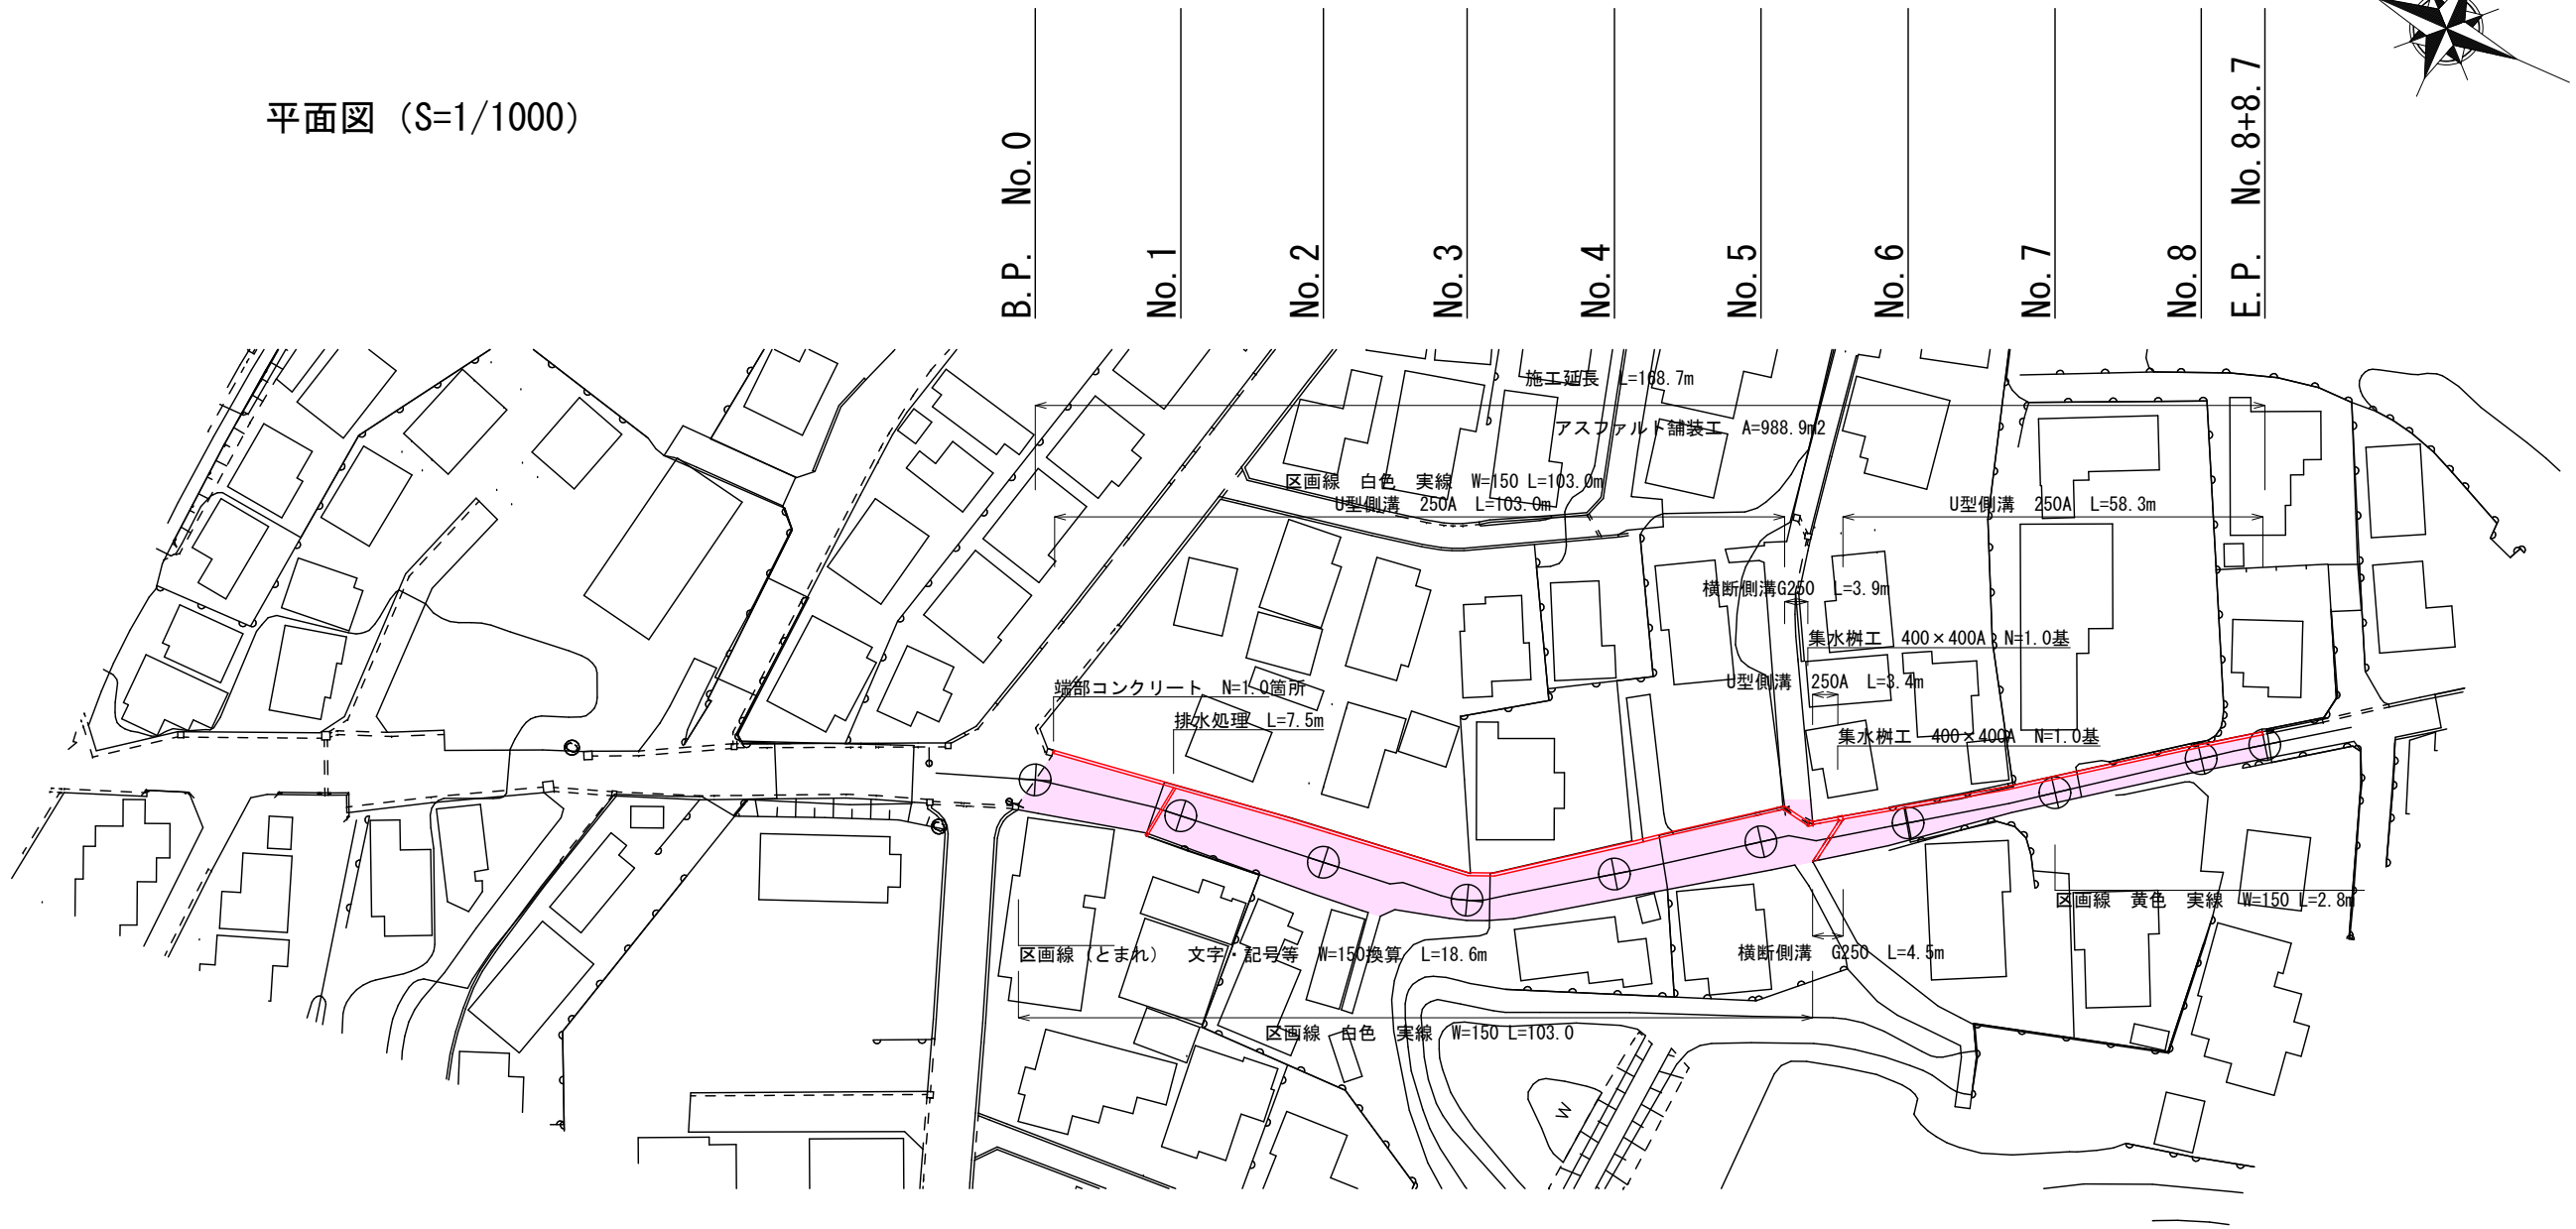 平面図 (S=1/1000)
B.P. No.0
No.1
No.2
No.3
No.4
No.5
No.6
No.7
No.8
E.P. No.8+8.7
施工延長 L=168.7m
アスファルト舗装工 A=988.9m2
区画線 白色 実線 W=150 L=103.0m
U型側溝 250A L=103.0m
U型側溝 250A L=58.3m
横断側溝G250 L=3.9m
集水桝工 400×400A N=1.0基
U型側溝 250A L=3.4m
端部コンクリート N=1.0箇所
排水処理 L=7.5m
集水桝工 400×400A N=1.0基
区画線 黄色 実線 W=150 L=2.8m
区画線（とまれ） 文字・記号等 W=150換算 L=18.6m
横断側溝 G250 L=4.5m
区画線 白色 実線 W=150 L=103.0
W